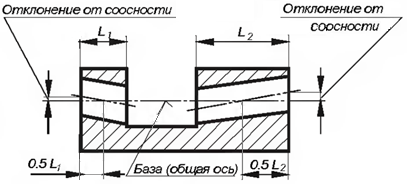 Отклонение от соосности
Отклонение от
соосности
L1
L2
0.5 L1
База (общая ось)
0.5 L2